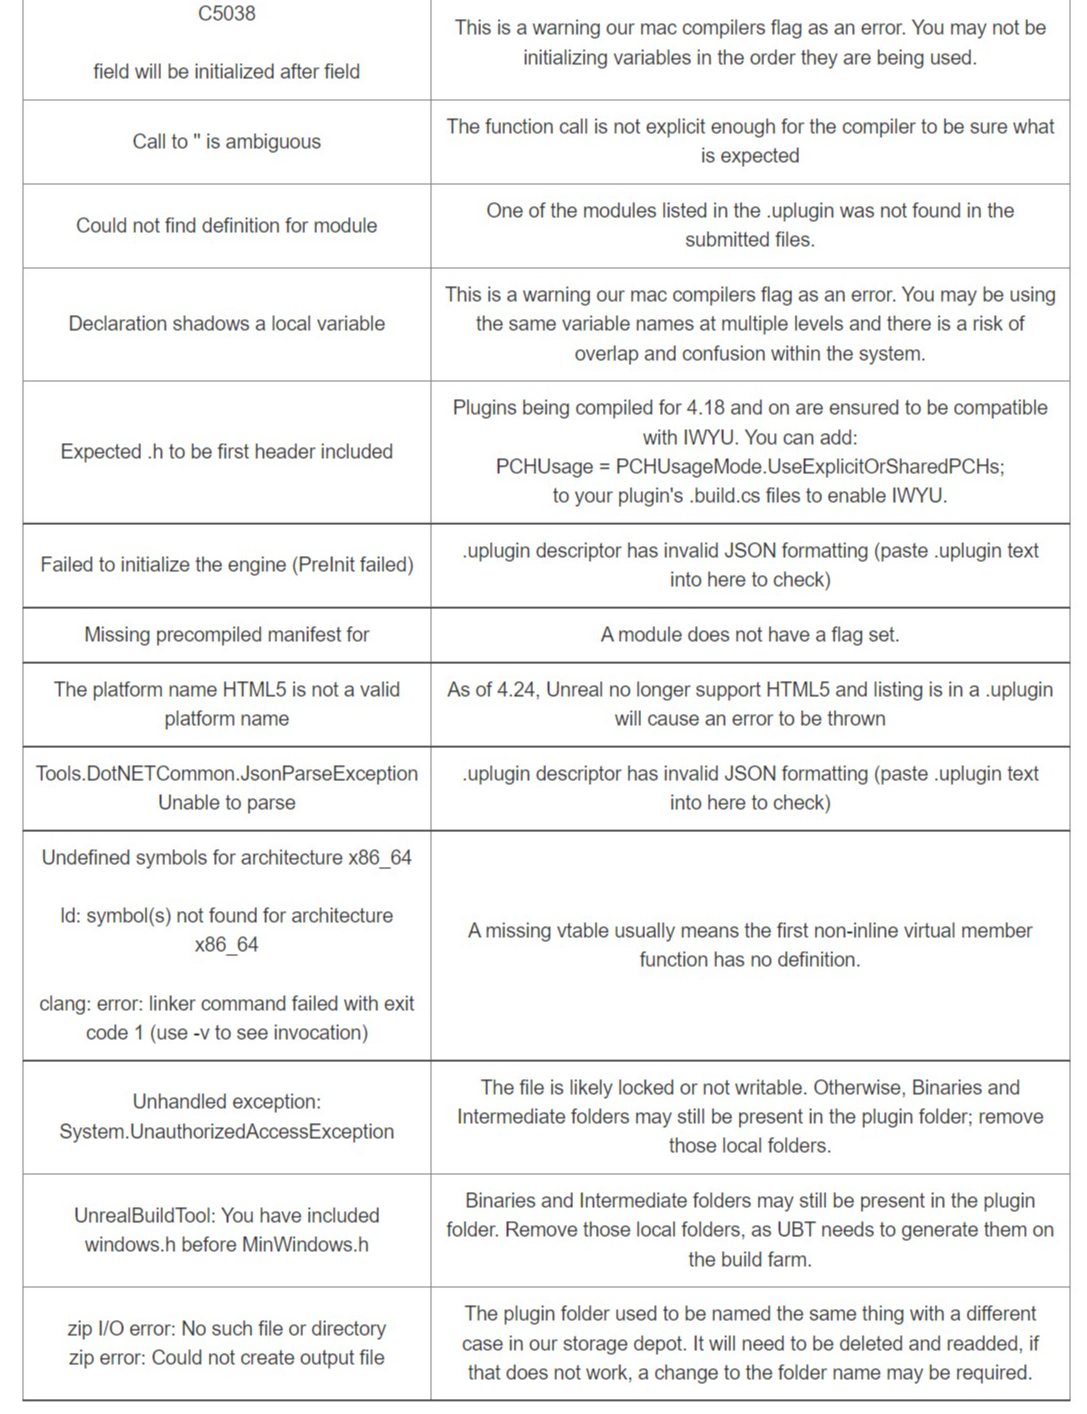 C5038
field will be initialized after field
This is a warning our mac compilers flag as an error. You may not be
initializing variables in the order they are being used.
Call to " is ambiguous
The function call is not explicit enough for the compiler to be sure what
is expected
Could not find definition for module
One of the modules listed in the .uplugin was not found in the
submitted files.
Declaration shadows a local variable
This is a warning our mac compilers flag as an error. You may be using
the same variable names at multiple levels and there is a risk of
overlap and confusion within the system.
Expected .h to be first header included
Plugins being compiled for 4.18 and on are ensured to be compatible
with IWYU. You can add:
PCHUsage = PCHUsageMode.UseExplicitOrSharedPCHs;
to your plugin's .build.cs files to enable IWYU.
Failed to initialize the engine (PreInit failed)
.uplugin descriptor has invalid JSON formatting (paste .uplugin text
into here to check)
Missing precompiled manifest for
A module does not have a flag set.
The platform name HTML5 is not a valid
platform name
As of 4.24, Unreal no longer support HTML5 and listing is in a .uplugin
will cause an error to be thrown
Tools.DotNETCommon.JsonParseException
Unable to parse
.uplugin descriptor has invalid JSON formatting (paste .uplugin text
into here to check)
Undefined symbols for architecture x86_64
ld: symbol(s) not found for architecture
x86_64
clang: error: linker command failed with exit
code 1 (use -v to see invocation)
A missing vtable usually means the first non-inline virtual member
function has no definition.
Unhandled exception:
System.UnauthorizedAccessException
The file is likely locked or not writable. Otherwise, Binaries and
Intermediate folders may still be present in the plugin folder; remove
those local folders.
UnrealBuildTool: You have included
windows.h before MinWindows.h
Binaries and Intermediate folders may still be present in the plugin
folder. Remove those local folders, as UBT needs to generate them on
the build farm.
zip I/O error: No such file or directory
zip error: Could not create output file
The plugin folder used to be named the same thing with a different
case in our storage depot. It will need to be deleted and readded, if
that does not work, a change to the folder name may be required.